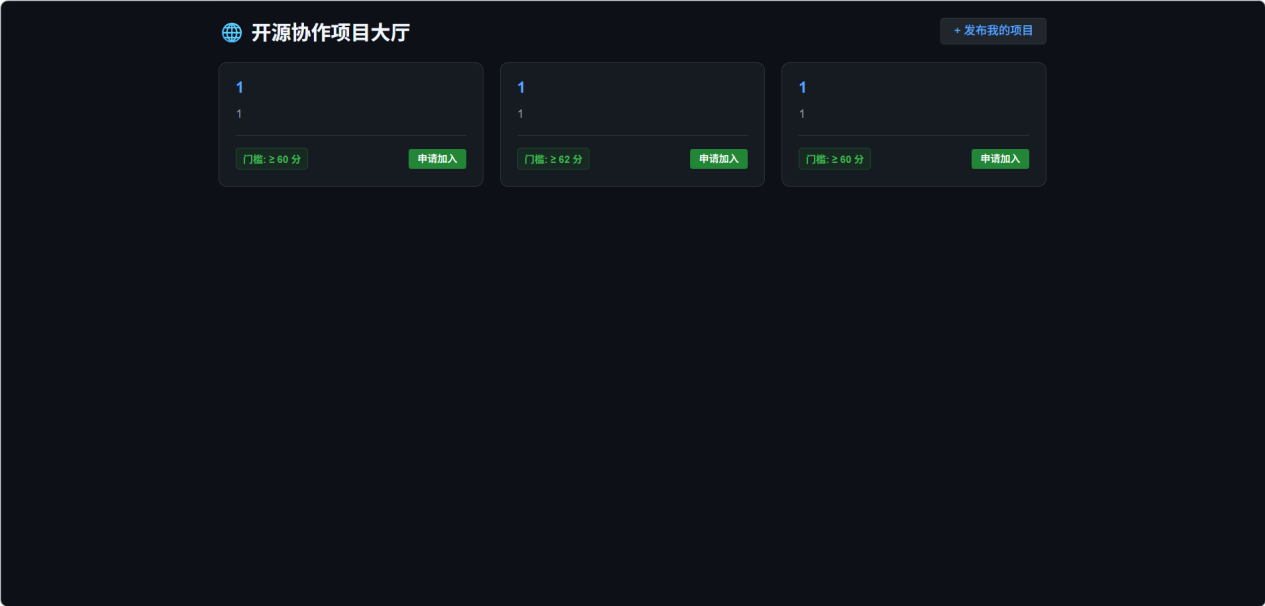 开源协作项目大厅
+ 发布我的项目
1
1
门槛: ≥ 60 分
申请加入
1
1
门槛: ≥ 62 分
申请加入
1
1
门槛: ≥ 60 分
申请加入